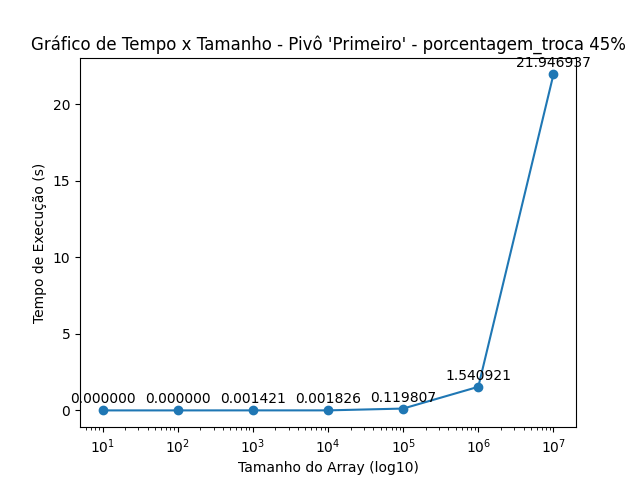 Gráfico de Tempo x Tamanho - Pivô 'Primeiro' - porcentagem_troca 45%
21.946937
20
15
Tempo de Execução (s)
10
5
1.540921
0.000000 0.000000 0.001421 0.001826 0.119807
0
10¹ 10² 10³ 10⁴ 10⁵ 10⁶ 10⁷
Tamanho do Array (log10)